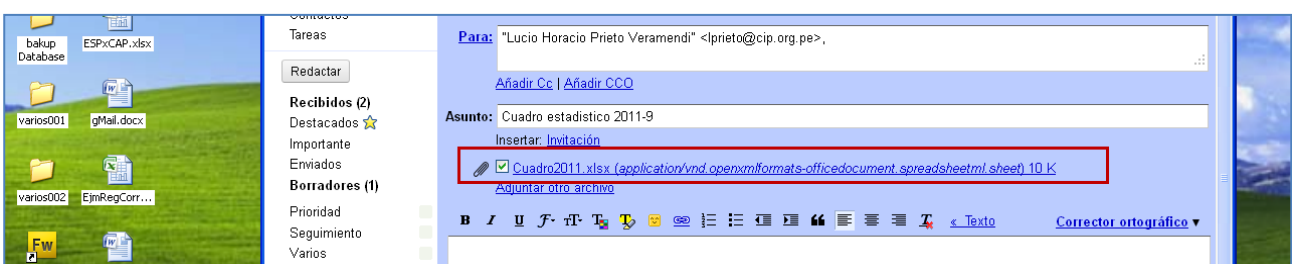 bakup
Database
ESPxCAP.xlsx
varios001
gMail.docx
varios002
EjmRegCorr...
Fw
Contactos
Tareas
Redactar
Recibidos (2)
Destacados
Importante
Enviados
Borradores (1)
Prioridad
Seguimiento
Varios
Para: "Lucio Horacio Prieto Veramendi" <lprieto@cip.org.pe>,
Añadir Cc | Añadir CCO
Asunto: Cuadro estadistico 2011-9
Insertar: Invitación
Cuadro2011.xlsx (application/vnd.openxmlformats-officedocument.spreadsheetml.sheet) 10 K
Adjuntar otro archivo
B I U « Texto Corrector ortográfico ▼